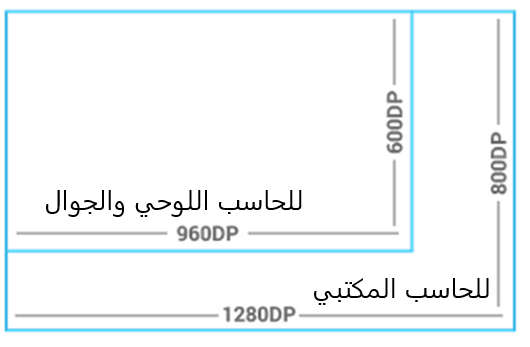 600DP
800DP
للحاسب اللوحي والجوال
960DP
للحاسب المكتبي
1280DP